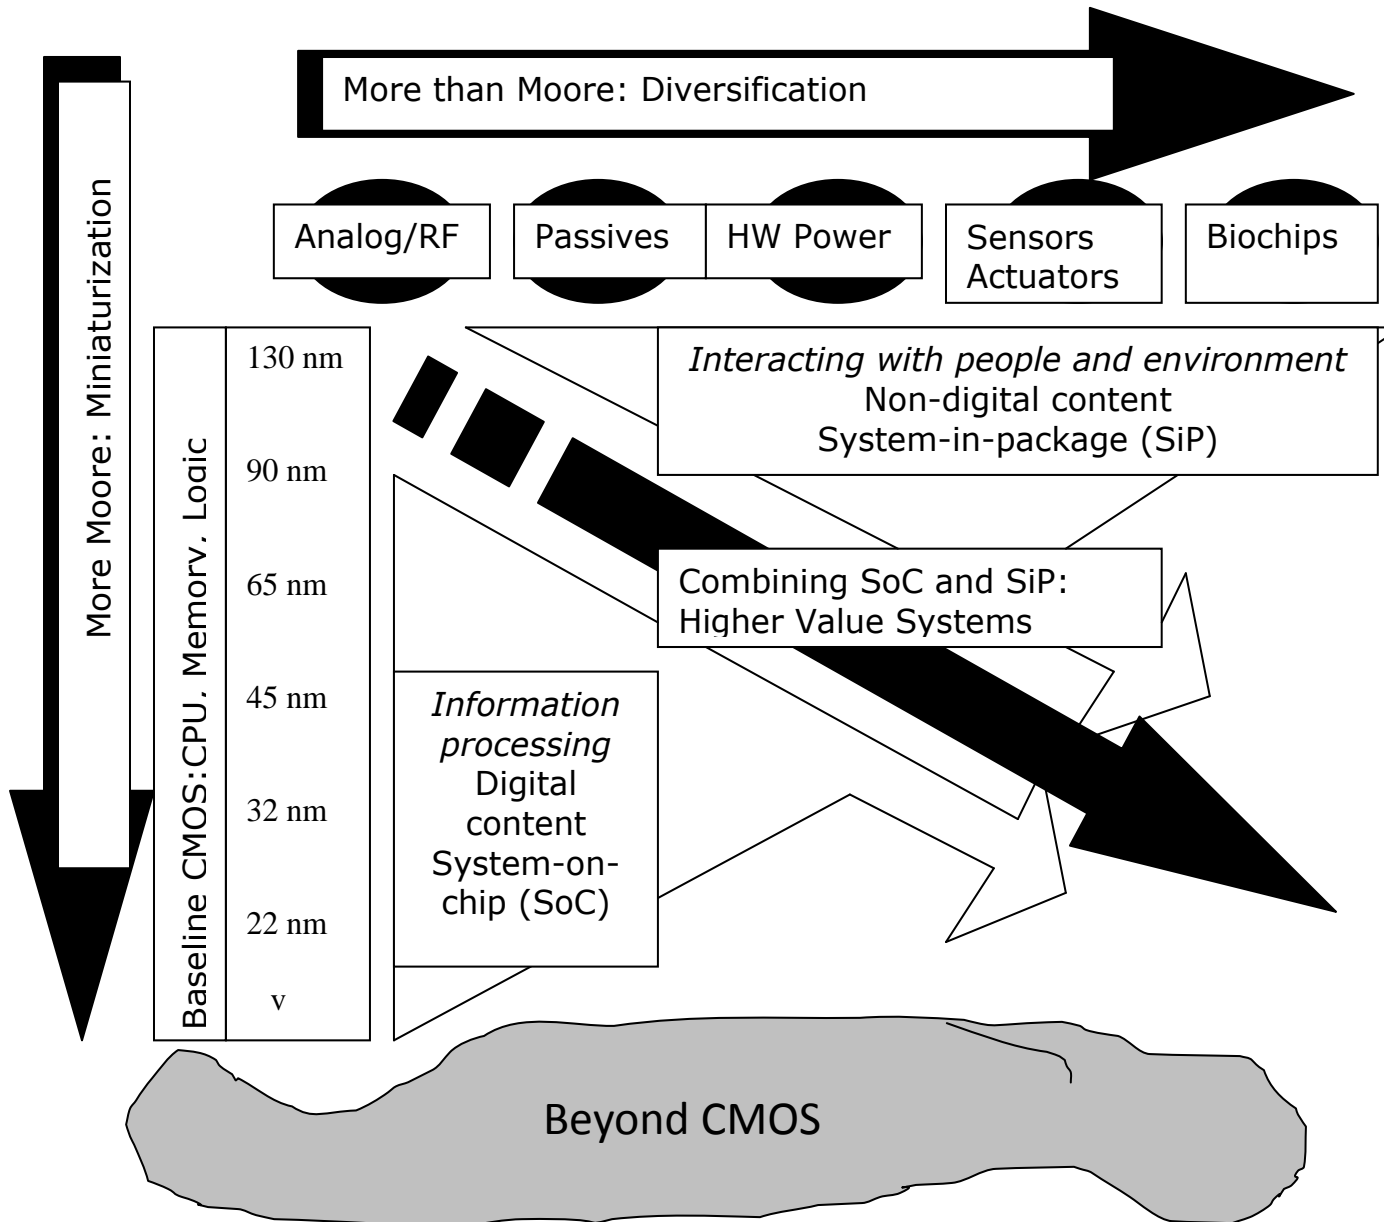 More than Moore: Diversification
More Moore: Miniaturization
Analog/RF
Passives
HW Power
Sensors
Actuators
Biochips
Baseline CMOS:CPU, Memory, Logic
130 nm
90 nm
65 nm
45 nm
32 nm
22 nm
v
Interacting with people and environment
Non-digital content
System-in-package (SiP)
Combining SoC and SiP:
Higher Value Systems
Information
processing
Digital
content
System-on-
chip (SoC)
Beyond CMOS